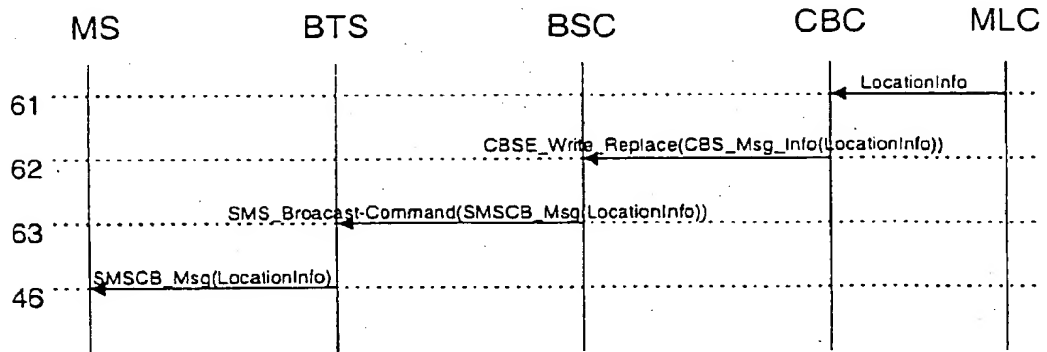 MS BTS BSC CBC MLC
61 LocationInfo
62 CBSE_Write_Replace(CBS_Msg_Info(LocationInfo))
63 SMS_Broacast-Command(SMSCB_Msg(LocationInfo))
46 SMSCB_Msg(LocationInfo)